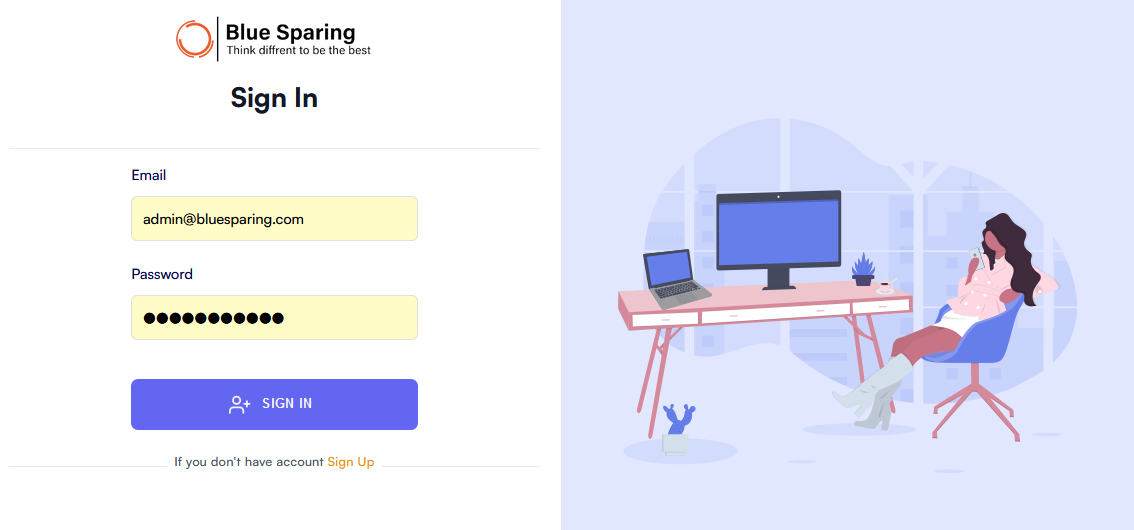 Blue Sparing
Think diffrent to be the best
Sign In
Email
admin@bluesparing.com
Password
●●●●●●●●●●●
SIGN IN
If you don't have account Sign Up